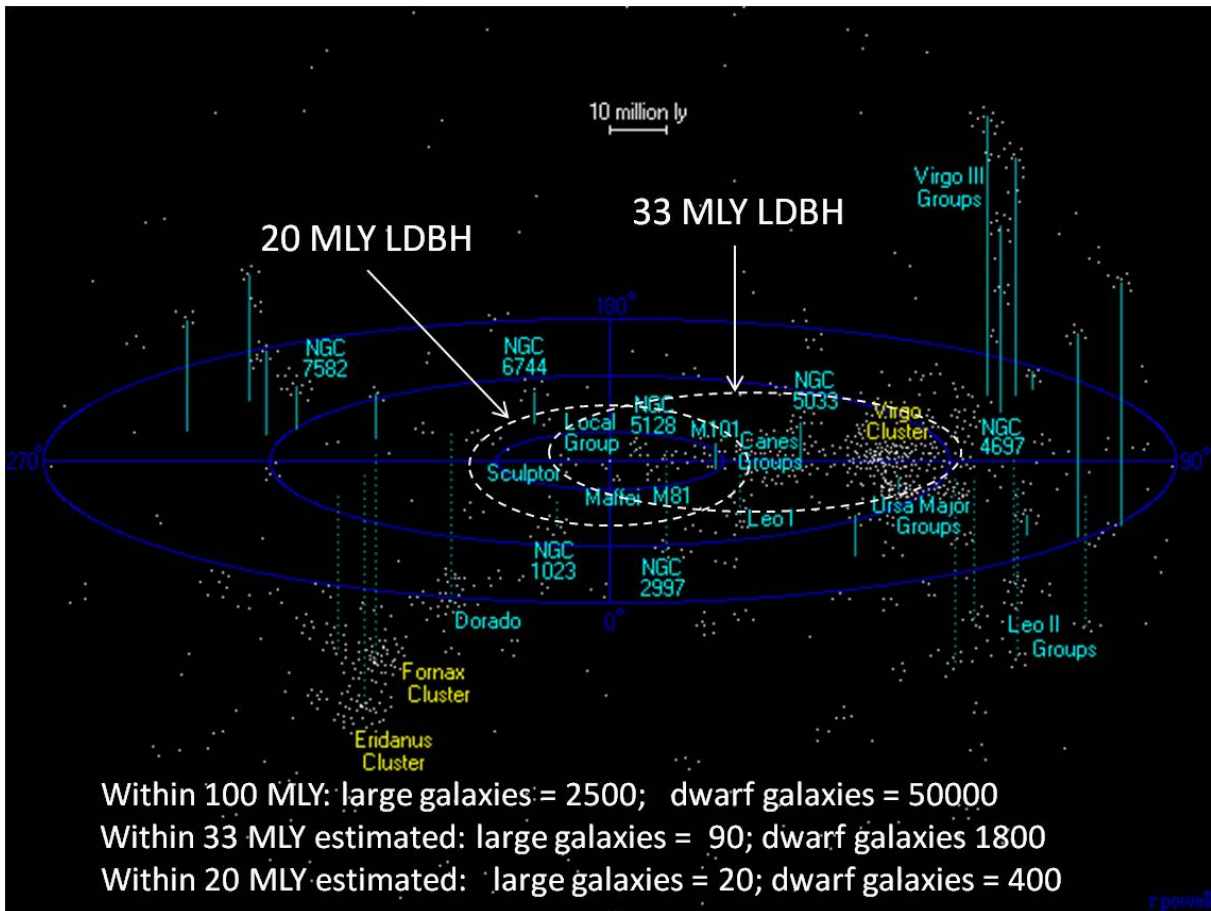 10 million ly
Virgo III
Groups
33 MLY LDBH
20 MLY LDBH
180°
NGC
7582
NGC
6744
NGC
5033
Virgo
Cluster
Local
Group
NGC
5128
M101
Canes
Groups
NGC
4697
270°
90°
Sculptor
Maffei
M81
Leo I
Ursa Major
Groups
NGC
1023
NGC
2997
0°
Dorado
Leo II
Groups
Fornax
Cluster
Eridanus
Cluster
Within 100 MLY: large galaxies = 2500; dwarf galaxies = 50000
Within 33 MLY estimated: large galaxies = 90; dwarf galaxies 1800
Within 20 MLY estimated: large galaxies = 20; dwarf galaxies = 400
r powell